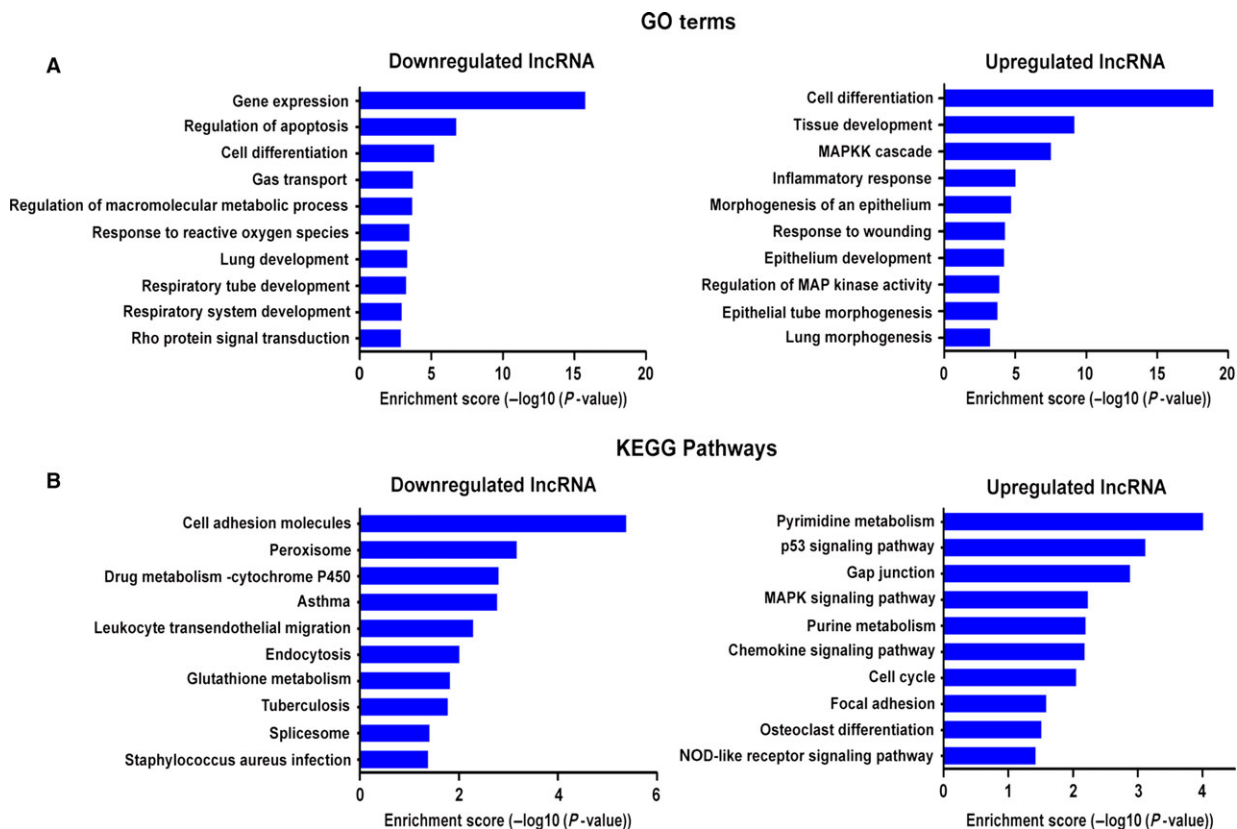 GO terms
A
Downregulated lncRNA
Gene expression
Regulation of apoptosis
Cell differentiation
Gas transport
Regulation of macromolecular metabolic process
Response to reactive oxygen species
Lung development
Respiratory tube development
Respiratory system development
Rho protein signal transduction
0 5 10 15 20
Enrichment score (–log10 (P-value))
Upregulated lncRNA
Cell differentiation
Tissue development
MAPKK cascade
Inflammatory response
Morphogenesis of an epithelium
Response to wounding
Epithelium development
Regulation of MAP kinase activity
Epithelial tube morphogenesis
Lung morphogenesis
0 5 10 15 20
Enrichment score (–log10 (P-value))
KEGG Pathways
B
Downregulated lncRNA
Cell adhesion molecules
Peroxisome
Drug metabolism -cytochrome P450
Asthma
Leukocyte transendothelial migration
Endocytosis
Glutathione metabolism
Tuberculosis
Splicesome
Staphylococcus aureus infection
0 2 4 6
Enrichment score (–log10 (P-value))
Upregulated lncRNA
Pyrimidine metabolism
p53 signaling pathway
Gap junction
MAPK signaling pathway
Purine metabolism
Chemokine signaling pathway
Cell cycle
Focal adhesion
Osteoclast differentiation
NOD-like receptor signaling pathway
0 1 2 3 4
Enrichment score (–log10 (P-value))